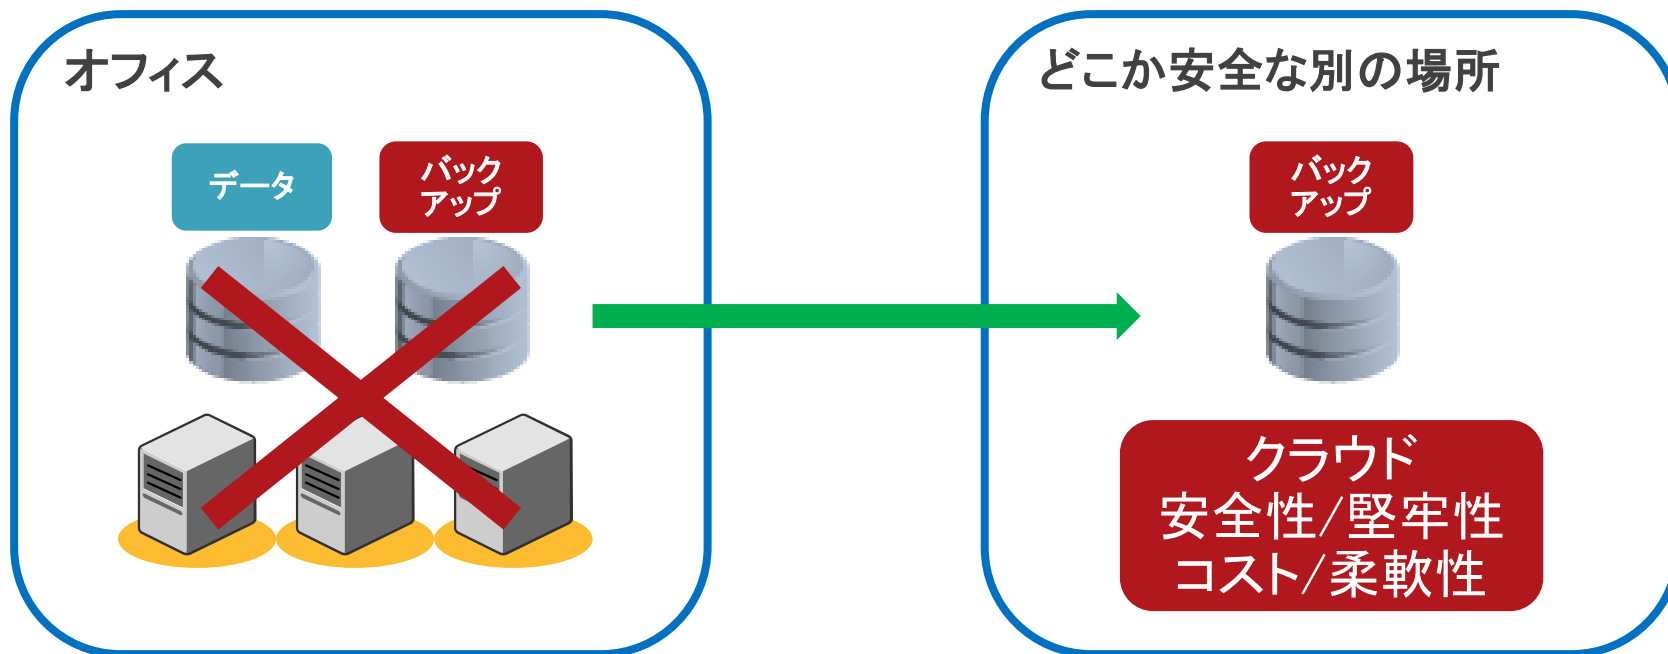 オフィス
データ
バック
アップ
どこか安全な別の場所
バック
アップ
クラウド
安全性/堅牢性
コスト/柔軟性